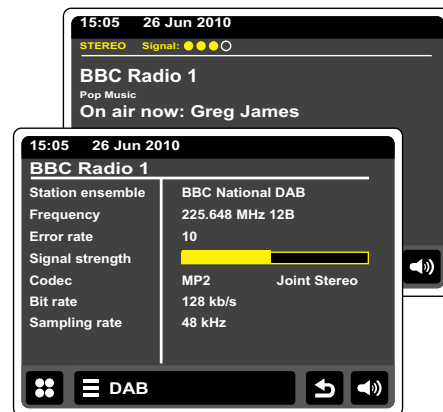 15:05 26 Jun 2010
STEREO Signal:
BBC Radio 1
Pop Music
On air now: Greg James
15:05 26 Jun 2010
BBC Radio 1
Station ensemble BBC National DAB
Frequency 225.648 MHz 12B
Error rate 10
Signal strength
Codec MP2 Joint Stereo
Bit rate 128 kb/s
Sampling rate 48 kHz
DAB